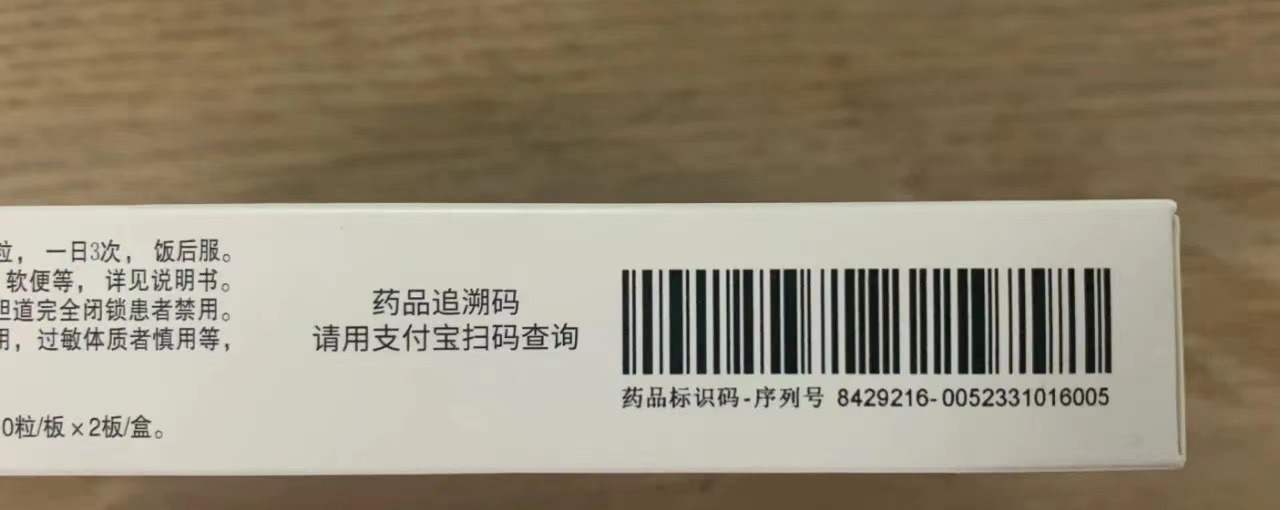 粒，一日3次，饭后服。
软便等，详见说明书。
胆道完全闭锁患者禁用。
用，过敏体质者慎用等，
0粒/板×2板/盒。
药品追溯码
请用支付宝扫码查询
药品标识码-序列号 8429216-0052331016005